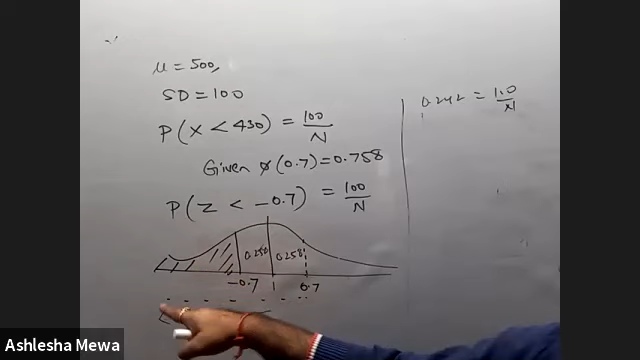 μ = 500,
SD = 100
P(X < 430) = 100/N
Given φ(0.7) = 0.758
P(Z < -0.7) = 100/N
0.258 0.258
-0.7 0.7
0.242 = 100/N
Ashlesha Mewa